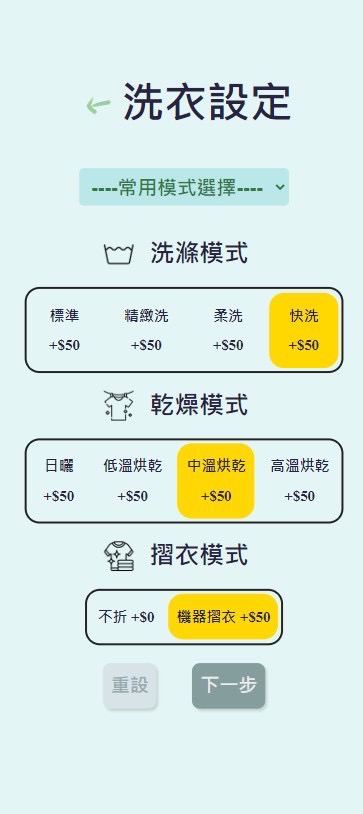 洗衣設定
----常用模式選擇----
洗滌模式
標準 精緻洗 柔洗 快洗
+$50 +$50 +$50 +$50
乾燥模式
日曬 低溫烘乾 中溫烘乾 高溫烘乾
+$50 +$50 +$50 +$50
摺衣模式
不折 +$0 機器摺衣 +$50
重設 下一步